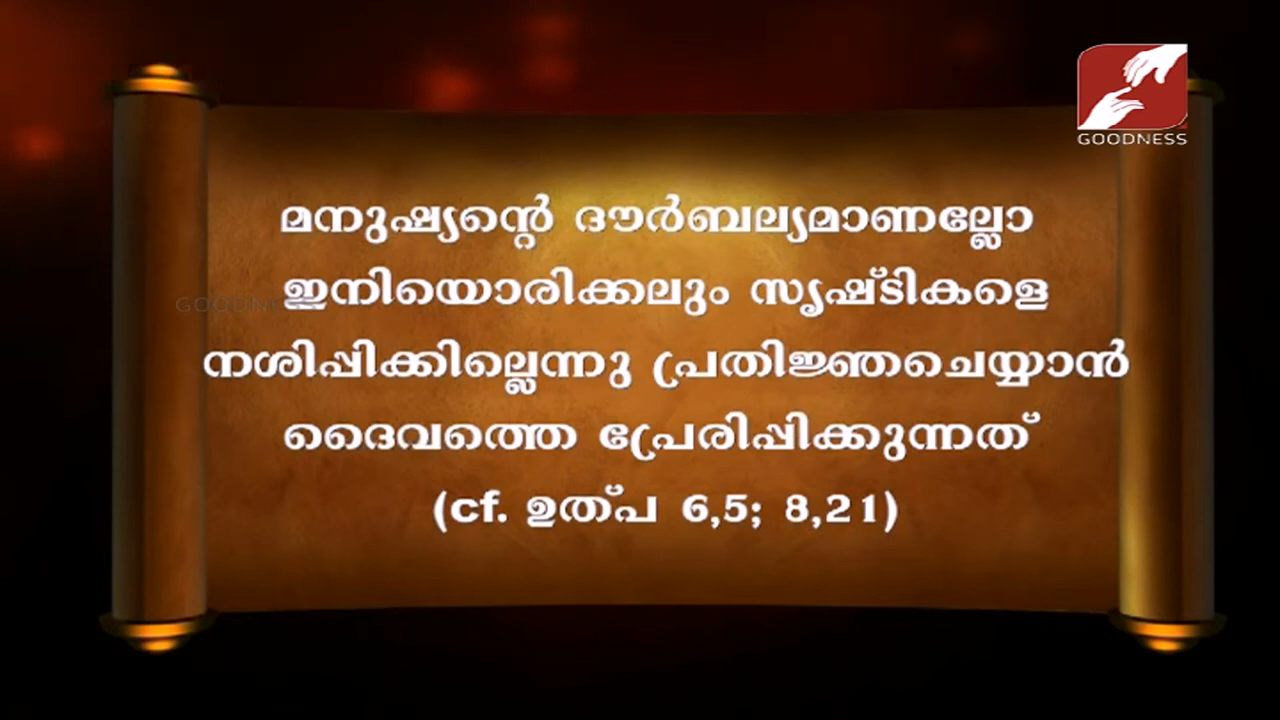 GOODNESS
മനുഷ്യന്റെ ദൗർബല്യമാണല്ലോ
ഇനിയൊരിക്കലും സൃഷ്ടികളെ
GOODNESS
നശിപ്പിക്കില്ലെന്നു പ്രതിജ്ഞചെയ്യാൻ
ദൈവത്തെ പ്രേരിപ്പിക്കുന്നത്
(cf. ഉത്പ 6,5; 8,21)